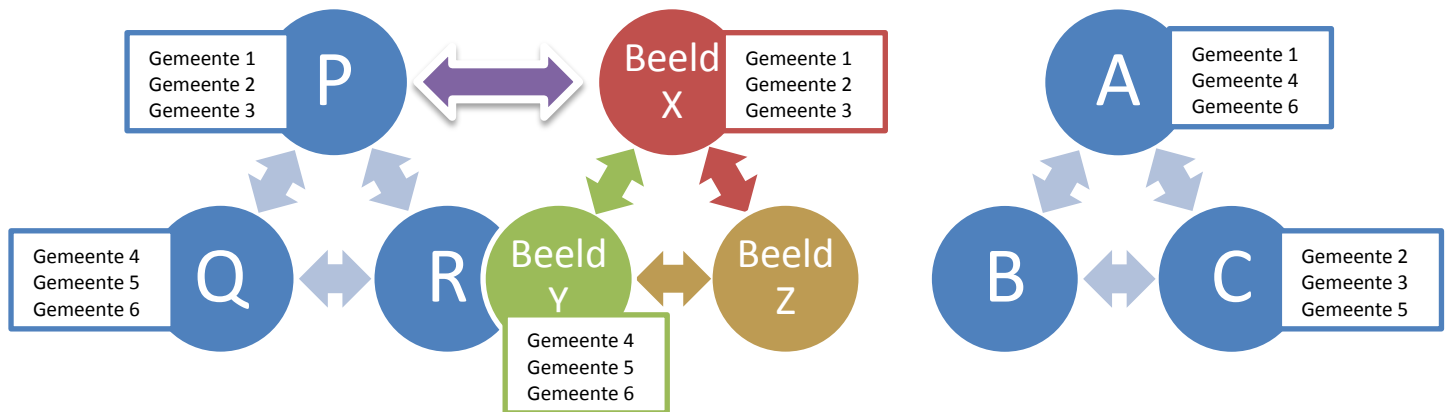 Gemeente 1
Gemeente 2
Gemeente 3
P
Beeld
X
Gemeente 1
Gemeente 2
Gemeente 3
A
Gemeente 1
Gemeente 4
Gemeente 6
Gemeente 4
Gemeente 5
Gemeente 6
Q
R
Beeld
Y
Gemeente 4
Gemeente 5
Gemeente 6
Beeld
Z
B
C
Gemeente 2
Gemeente 3
Gemeente 5